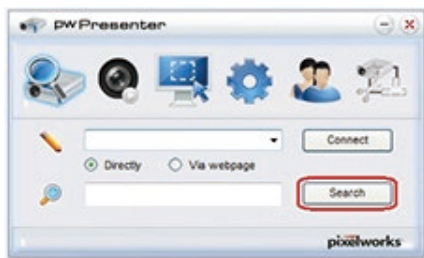 pwPresenter
Connect
Directly Via webpage
Search
pixelworks